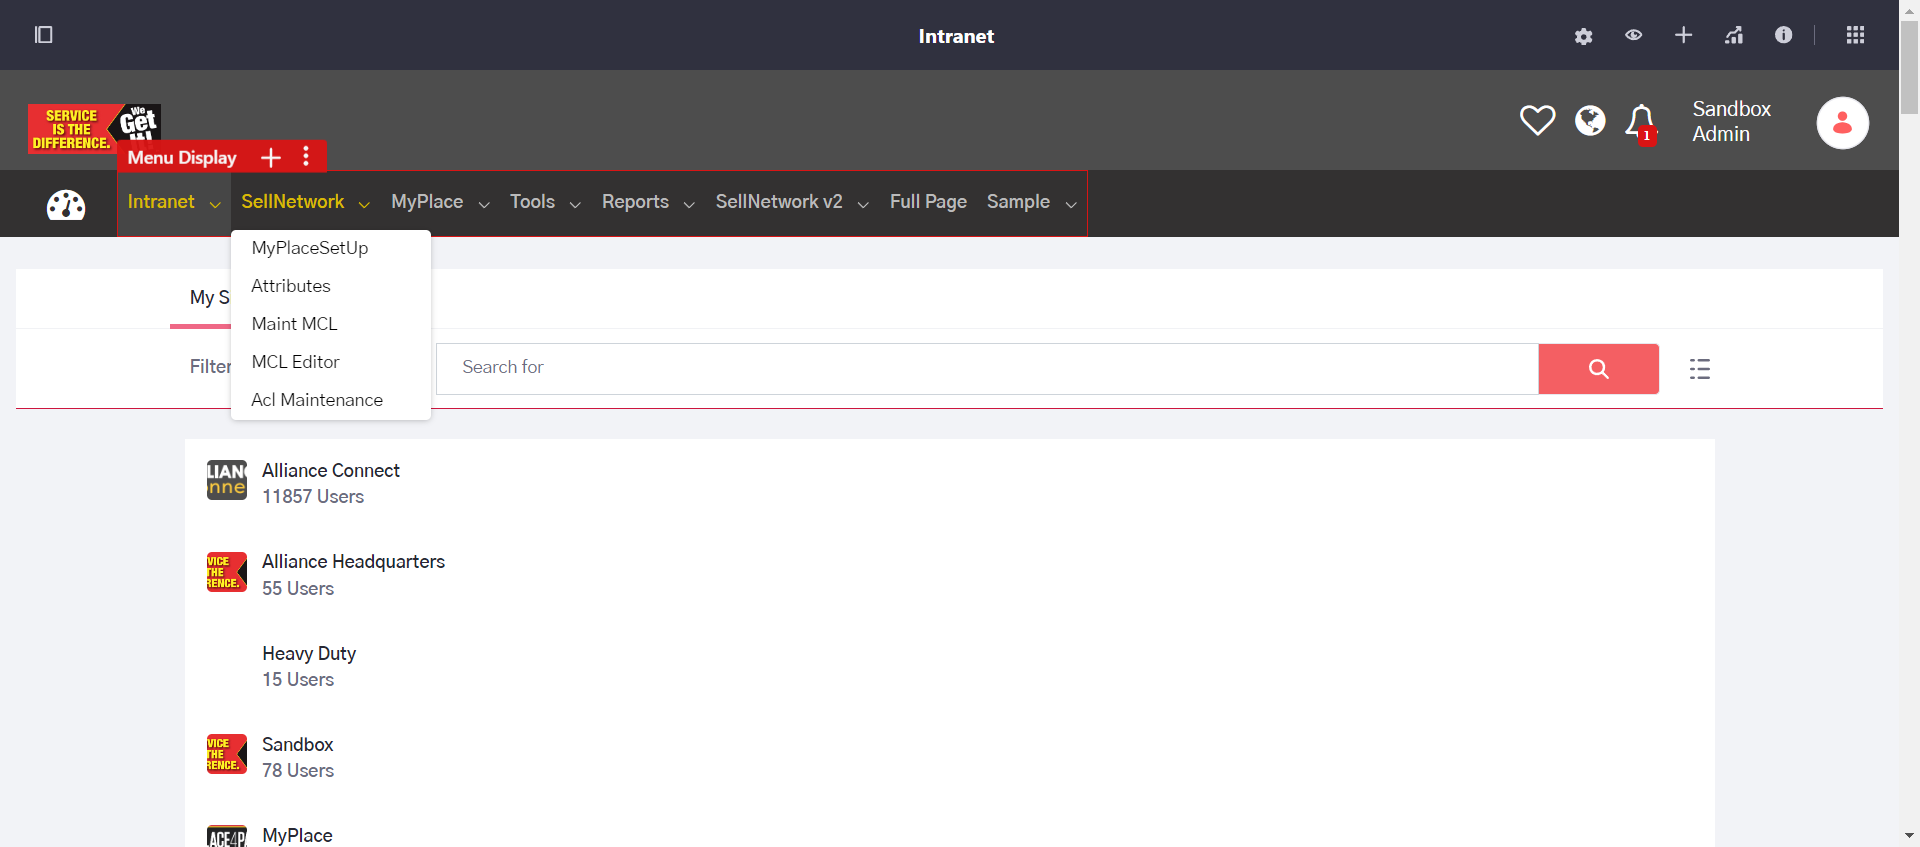 Intranet
SERVICE
IS THE
DIFFERENCE.
We
Get
It!
Sandbox
Admin
1
Menu Display
Intranet SellNetwork MyPlace Tools Reports SellNetwork v2 Full Page Sample
MyPlaceSetUp
Attributes
Maint MCL
MCL Editor
Acl Maintenance
My S
Filter
Search for
LIANC
nne
Alliance Connect
11857 Users
VICE
THE
RENCE.
Alliance Headquarters
55 Users
Heavy Duty
15 Users
VICE
THE
RENCE.
Sandbox
78 Users
ACE4P
MyPlace